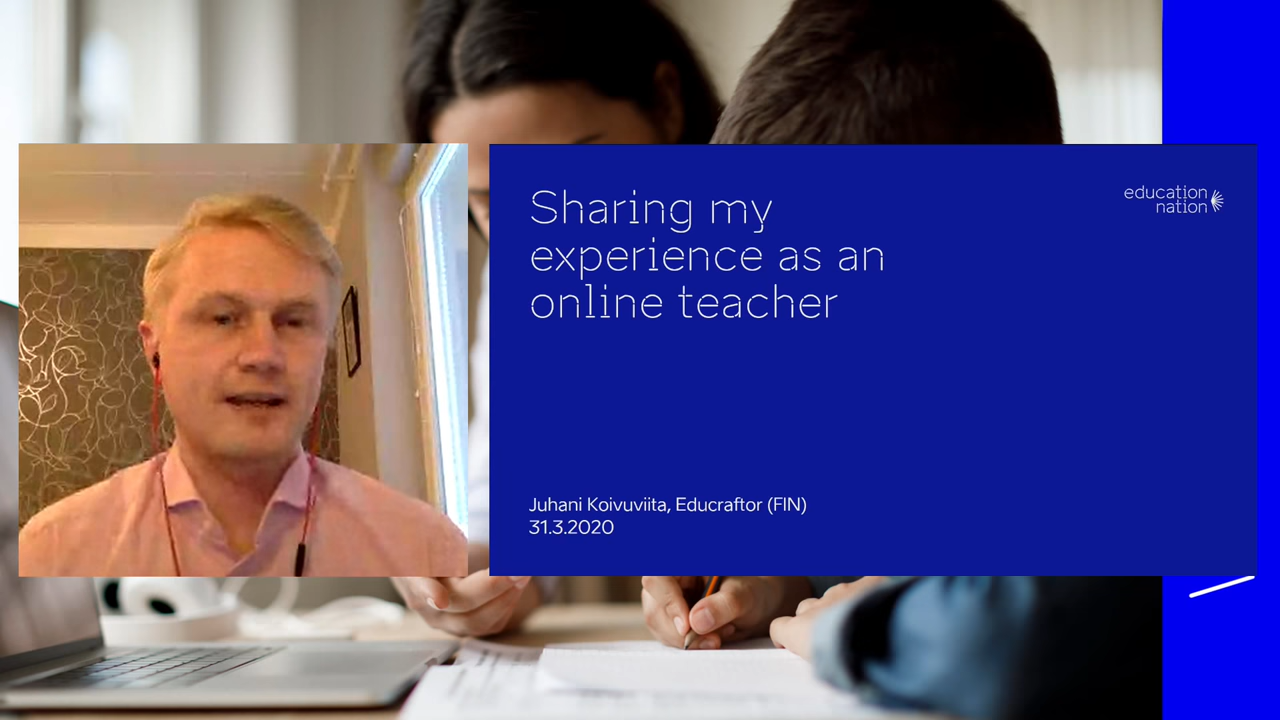 Sharing my
experience as an
online teacher
education
nation
Juhani Koivuviita, Educraftor (FIN)
31.3.2020